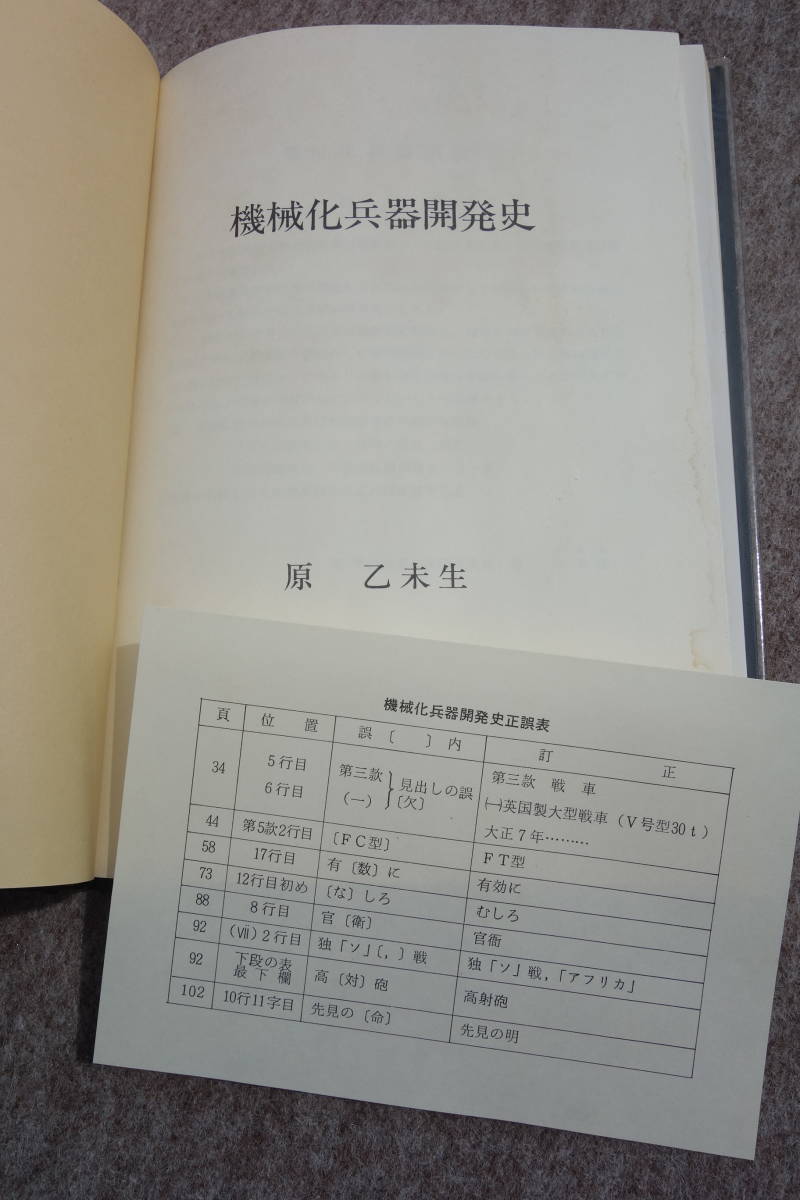 機械化兵器開発史
原 乙未生
機械化兵器開発史正誤表
頁 位置 誤〔 〕内 訂正
34 5行目 第三款 見出しの誤 第三款 戦車
6行目 (一) 〔欠〕 ㈠英国製大型戦車(V号型30t)
大正7年………
44 第5款2行目 〔FC型〕 FT型
58 17行目 有〔数〕に 有効に
73 12行目初め 〔な〕しろ むしろ
88 8行目 官〔衛〕 官衙
92 (ⅶ)2行目 独「ソ」〔,〕戦 独「ソ」戦,「アフリカ」
92 下段の表最下欄 高〔対〕砲 高射砲
102 10行11字目 先見の〔命〕 先見の明